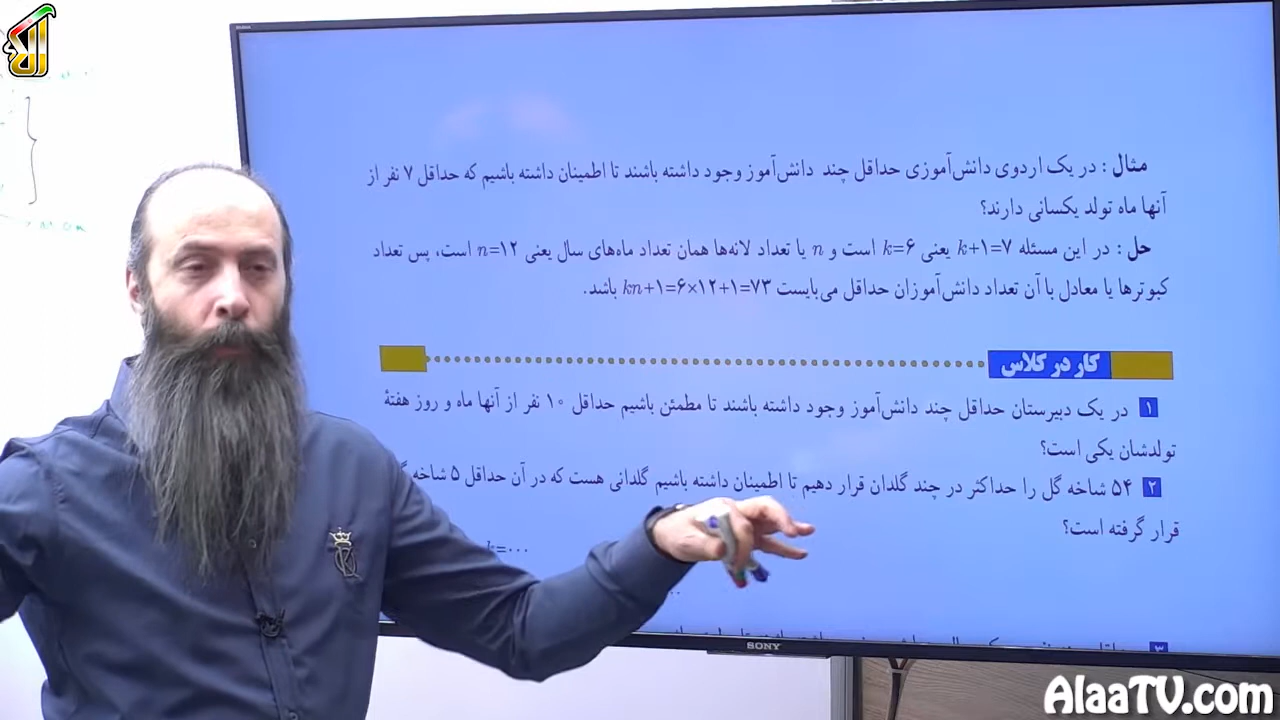 مثال : در یک اردوی دانش‌آموزی حداقل چند دانش‌آموز وجود داشته باشند تا اطمینان داشته باشیم که حداقل ۷ نفر از
آنها ماه تولد یکسانی دارند؟
حل : در این مسئله k+۱=۷ یعنی k=۶ است و n یا تعداد لانه‌ها همان تعداد ماه‌های سال یعنی n=۱۲ است، پس تعداد
کبوترها یا معادل با آن تعداد دانش‌آموزان حداقل می‌بایست kn+۱=۶×۱۲+۱=۷۳ باشد.
کار در کلاس
۱ در یک دبیرستان حداقل چند دانش‌آموز وجود داشته باشند تا مطمئن باشیم حداقل ۱۰ نفر از آنها ماه و روز هفتهٔ
تولدشان یکی است؟
۲ ۵۴ شاخه گل را حداکثر در چند گلدان قرار دهیم تا اطمینان داشته باشیم گلدانی هست که در آن حداقل ۵ شاخه
قرار گرفته است؟
k=...
۳
SONY
AlaaTV.com